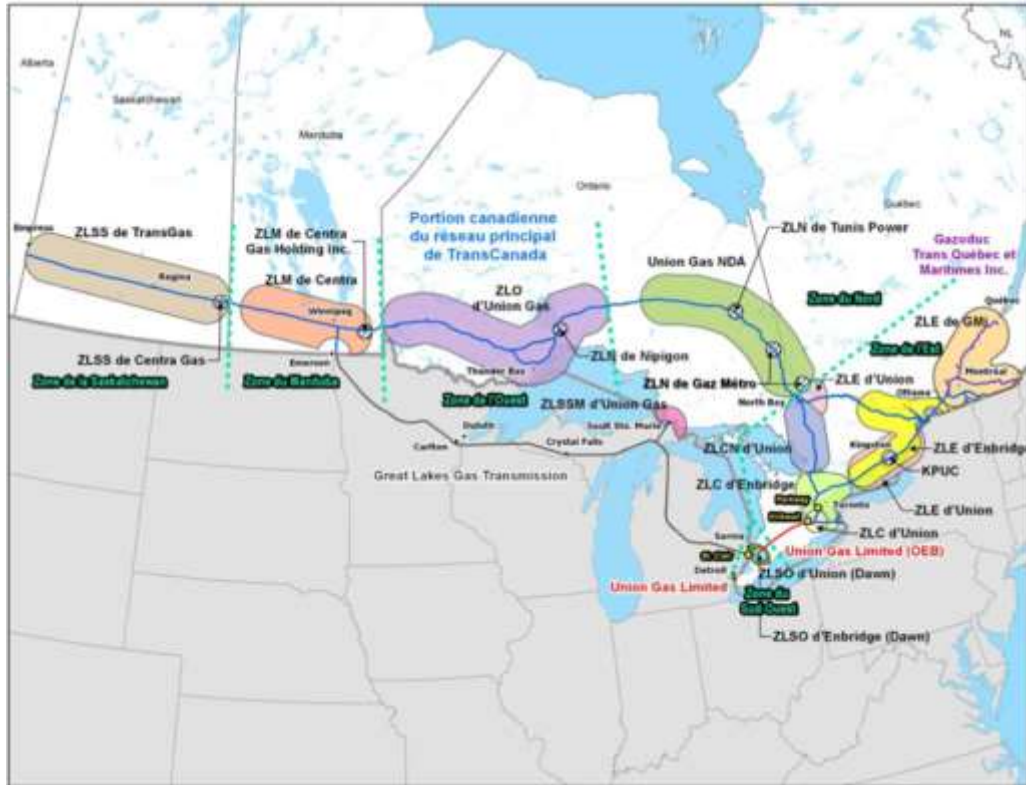 Alberta
Saskatchewan
Manitoba
Ontario
Québec
NL
Empress
ZLSS de TransGas
Regina
ZLSS de Centra Gas
Zone de la Saskatchewan
ZLM de Centra
Gas Holding Inc.
ZLM de Centra
Winnipeg
Emerson
Zone du Manitoba
Portion canadienne
du réseau principal
de TransCanada
ZLO
d'Union Gas
Thunder Bay
Zone de l'Ouest
ZLN de Nipigon
Union Gas NDA
ZLN de Tunis Power
Zone du Nord
Gazoduc
Trans Québec et
Maritimes Inc.
Québec
ZLE de GMi
Zone de l'Est
Montréal
ZLN de Gaz Métro
ZLE d'Union
North Bay
Ottawa
ZLSSM d'Union Gas
Sault Ste. Marie
Duluth
Carlton
Crystal Falls
Great Lakes Gas Transmission
ZLCN d'Union
Kingston
ZLE d'Enbridge
KPUC
ZLC d'Enbridge
ZLE d'Union
Parkway
Toronto
Kirkwall
ZLC d'Union
Sarnia
St. Clair
Union Gas Limited (OEB)
Detroit
ZLSO d'Union (Dawn)
Union Gas Limited
Zone du
Sud-Ouest
ZLSO d'Enbridge (Dawn)